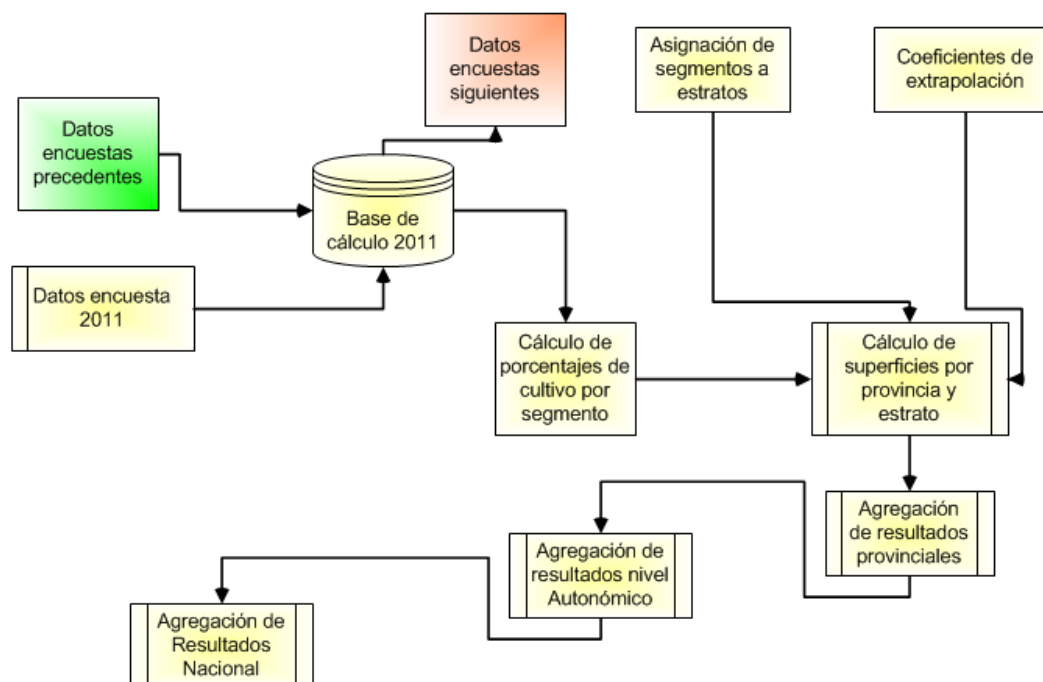 Datos
encuestas
siguientes
Asignación de
segmentos a
estratos
Coeficientes de
extrapolación
Datos
encuestas
precedentes
Base de
cálculo 2011
Datos encuesta
2011
Cálculo de
porcentajes de
cultivo por
segmento
Cálculo de
superficies por
provincia y
estrato
Agregación
de resultados
provinciales
Agregación de
resultados nivel
Autonómico
Agregación de
Resultados
Nacional